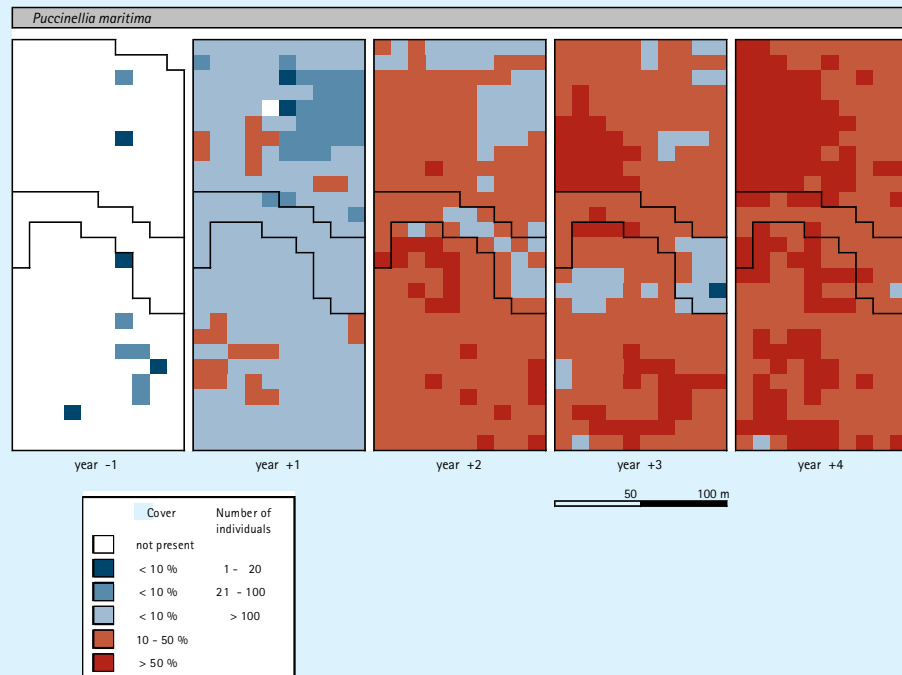 Puccinellia maritima
year -1
year +1
year +2
year +3
year +4
50 100 m
Cover Number of
individuals
not present
< 10 % 1 - 20
< 10 % 21 - 100
< 10 % > 100
10 - 50 %
> 50 %